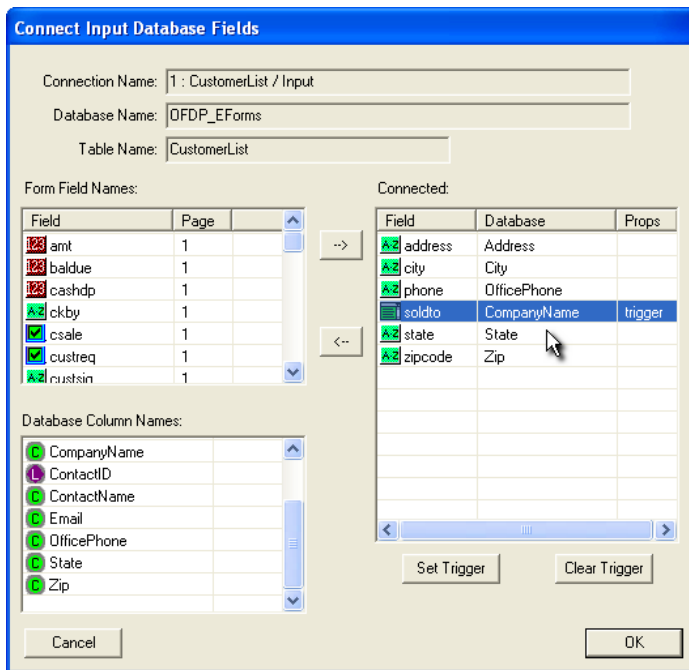 Connect Input Database Fields
Connection Name: 1 : CustomerList / Input
Database Name: OFDP_EForms
Table Name: CustomerList
Form Field Names:
Field Page
123 amt 1
123 baldue 1
123 cashdp 1
A-Z ckby 1
csale 1
custreq 1
A-Z custsig 1
-->
<--
Database Column Names:
C CompanyName
L ContactID
C ContactName
C Email
C OfficePhone
C State
C Zip
Connected:
Field Database Props
A-Z address Address
A-Z city City
A-Z phone OfficePhone
soldto CompanyName trigger
A-Z state State
A-Z zipcode Zip
Set Trigger Clear Trigger
Cancel OK